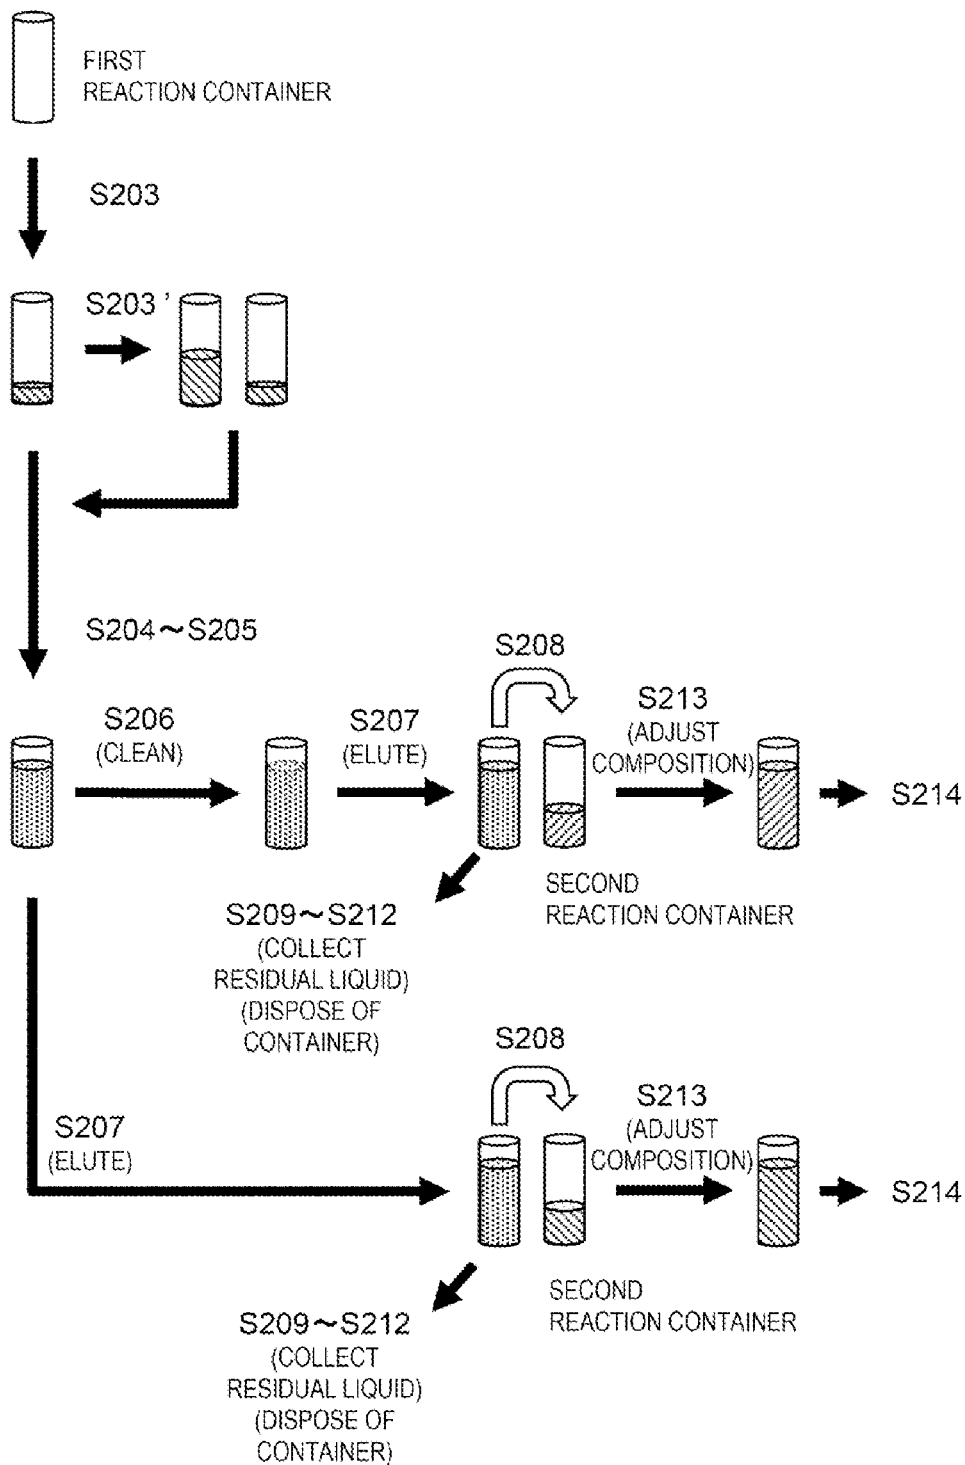 FIRST
REACTION CONTAINER
S203
S203 '
S204～S205
S206
(CLEAN)
S207
(ELUTE)
S208
S213
(ADJUST
COMPOSITION)
S214
SECOND
REACTION CONTAINER
S209～S212
(COLLECT
RESIDUAL LIQUID)
(DISPOSE OF
CONTAINER)
S207
(ELUTE)
S208
S213
(ADJUST
COMPOSITION)
S214
SECOND
REACTION CONTAINER
S209～S212
(COLLECT
RESIDUAL LIQUID)
(DISPOSE OF
CONTAINER)